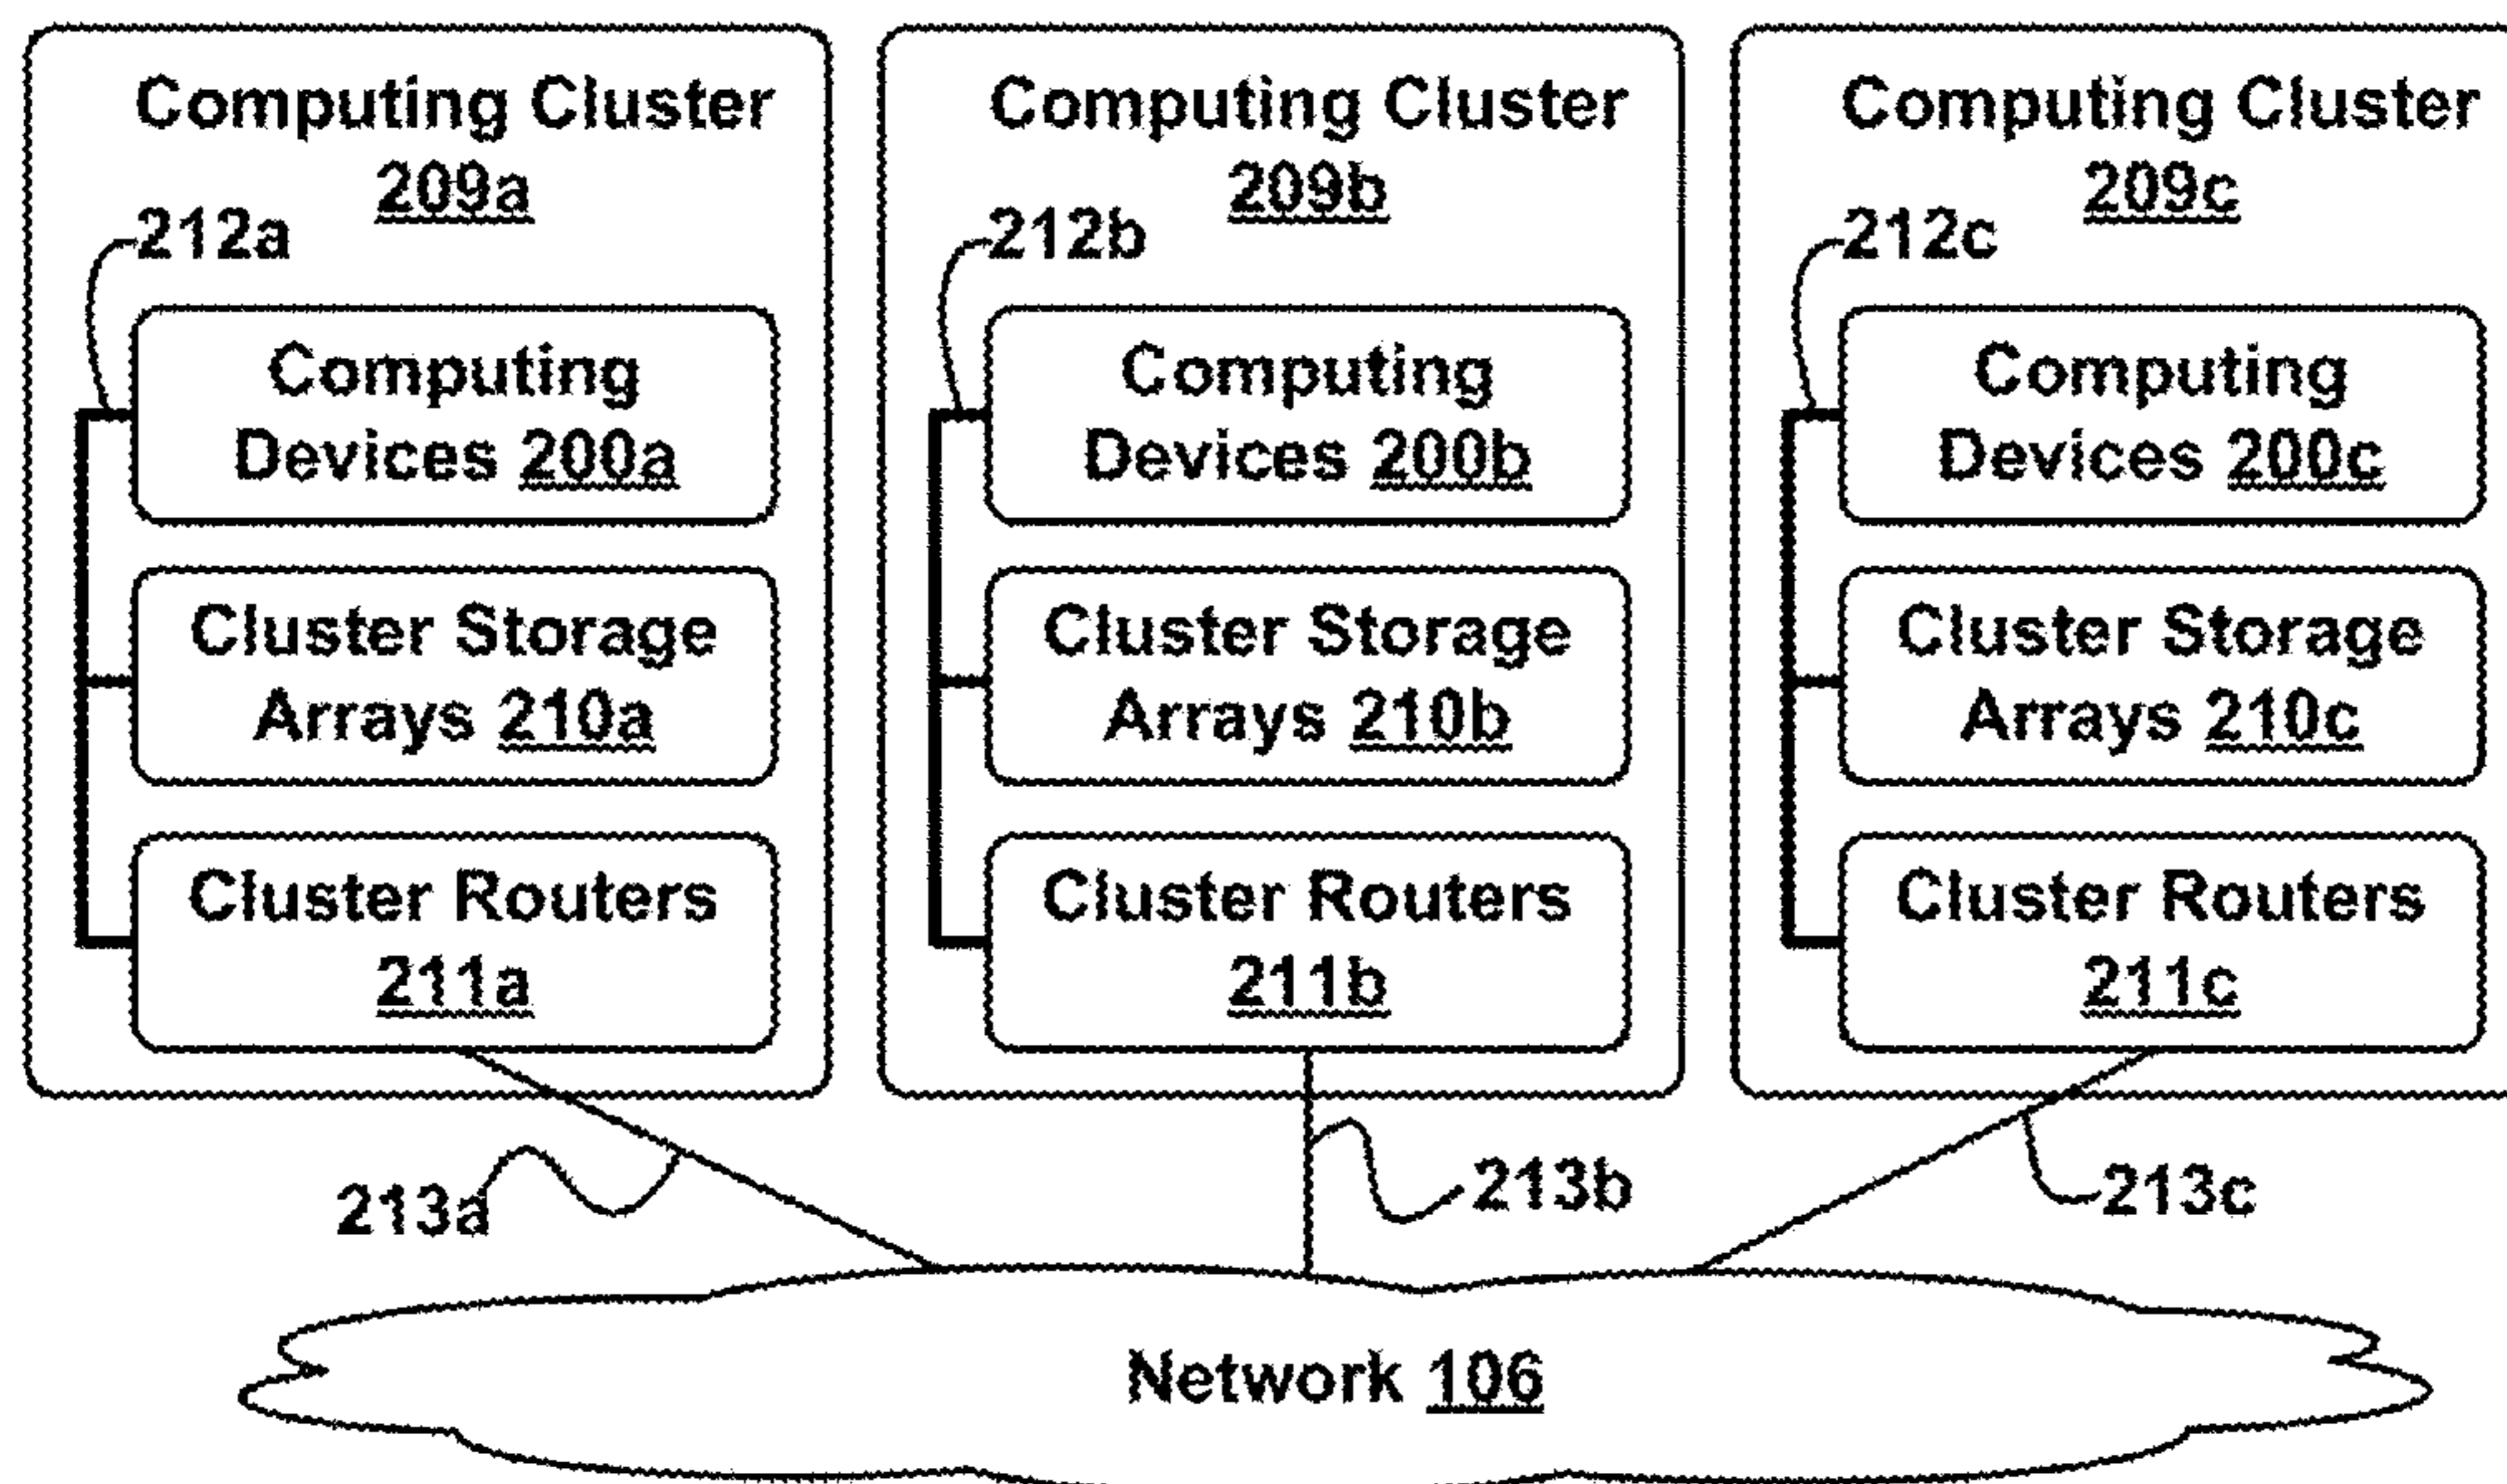 Computing Cluster
209a
212a
Computing
Devices 200a
Cluster Storage
Arrays 210a
Cluster Routers
211a
Computing Cluster
209b
212b
Computing
Devices 200b
Cluster Storage
Arrays 210b
Cluster Routers
211b
Computing Cluster
209c
212c
Computing
Devices 200c
Cluster Storage
Arrays 210c
Cluster Routers
211c
213a
213b
213c
Network 106